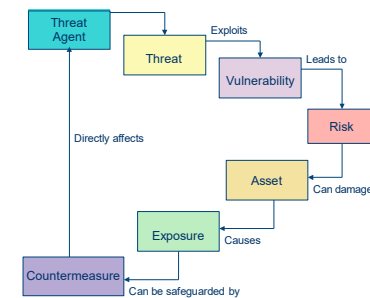 Threat
Agent
Exploits
Threat
Leads to
Vulnerability
Risk
Directly affects
Asset
Can damage
Exposure
Causes
Countermeasure
Can be safeguarded by